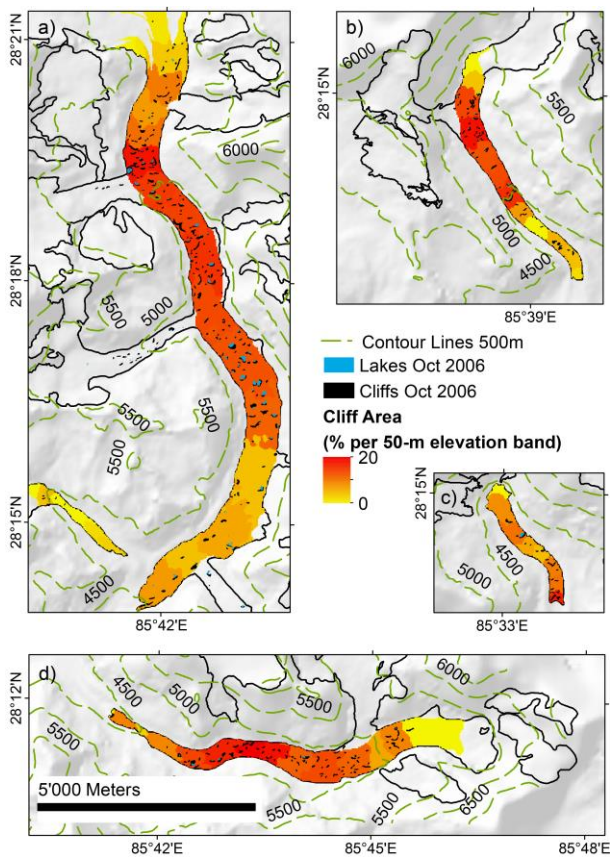 a)
28°21'N
6000
28°18'N
5500
5000
5500
5500
5500
28°15'N
4500
85°42'E
b)
6000
28°15'N
5500
5000
4500
85°39'E
Contour Lines 500m
Lakes Oct 2006
Cliffs Oct 2006
Cliff Area
(% per 50-m elevation band)
20
0
28°15'N
c)
4500
5000
85°33'E
d)
28°12'N
4500
5000
5500
6000
5500
5'000 Meters
5500
5500
6500
85°42'E
85°45'E
85°48'E